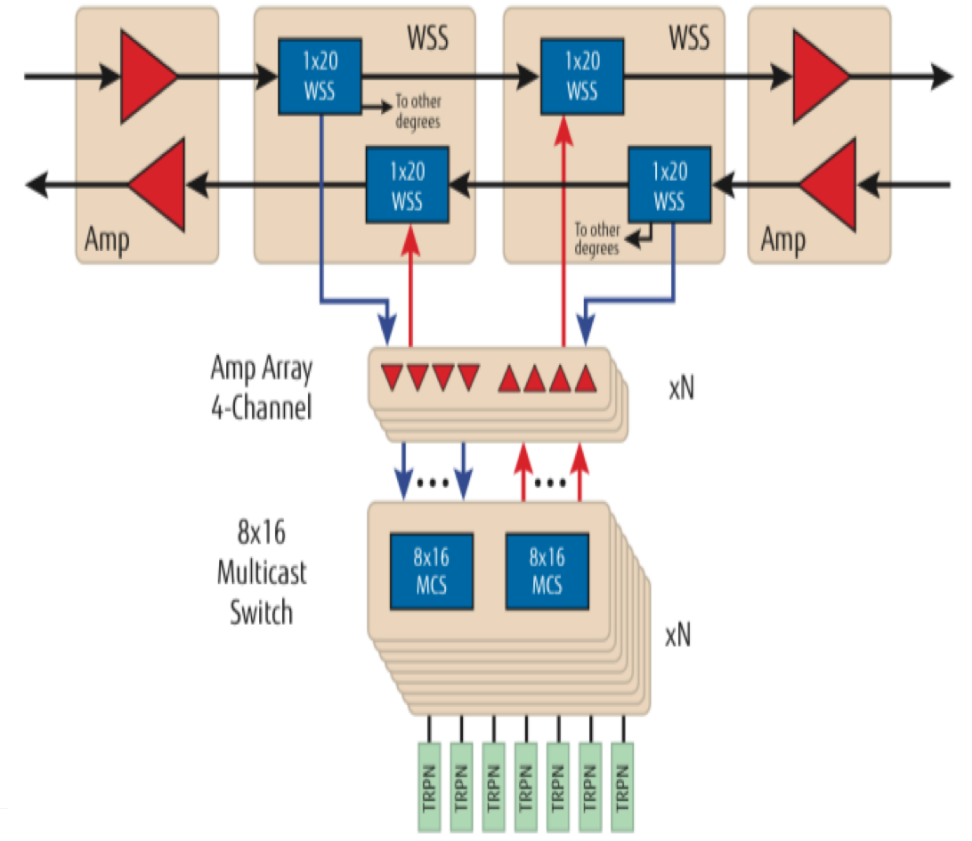 WSS
WSS
1x20
WSS
1x20
WSS
To other
degrees
1x20
WSS
1x20
WSS
Amp
To other
degrees
Amp
Amp Array
4-Channel
xN
• • •
• • •
8x16
Multicast
Switch
8x16
MCS
8x16
MCS
xN
TRPN
TRPN
TRPN
TRPN
TRPN
TRPN
TRPN